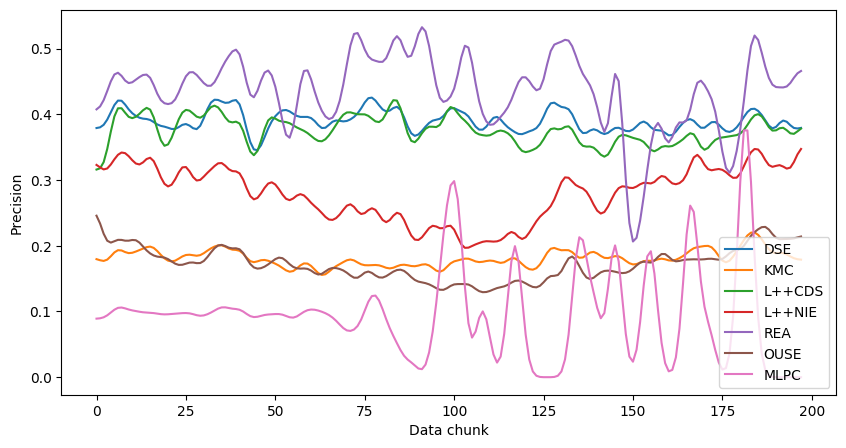 0.5
0.4
0.3
0.2
0.1
0.0
Precision
0 25 50 75 100 125 150 175 200
Data chunk
DSE
KMC
L++CDS
L++NIE
REA
OUSE
MLPC